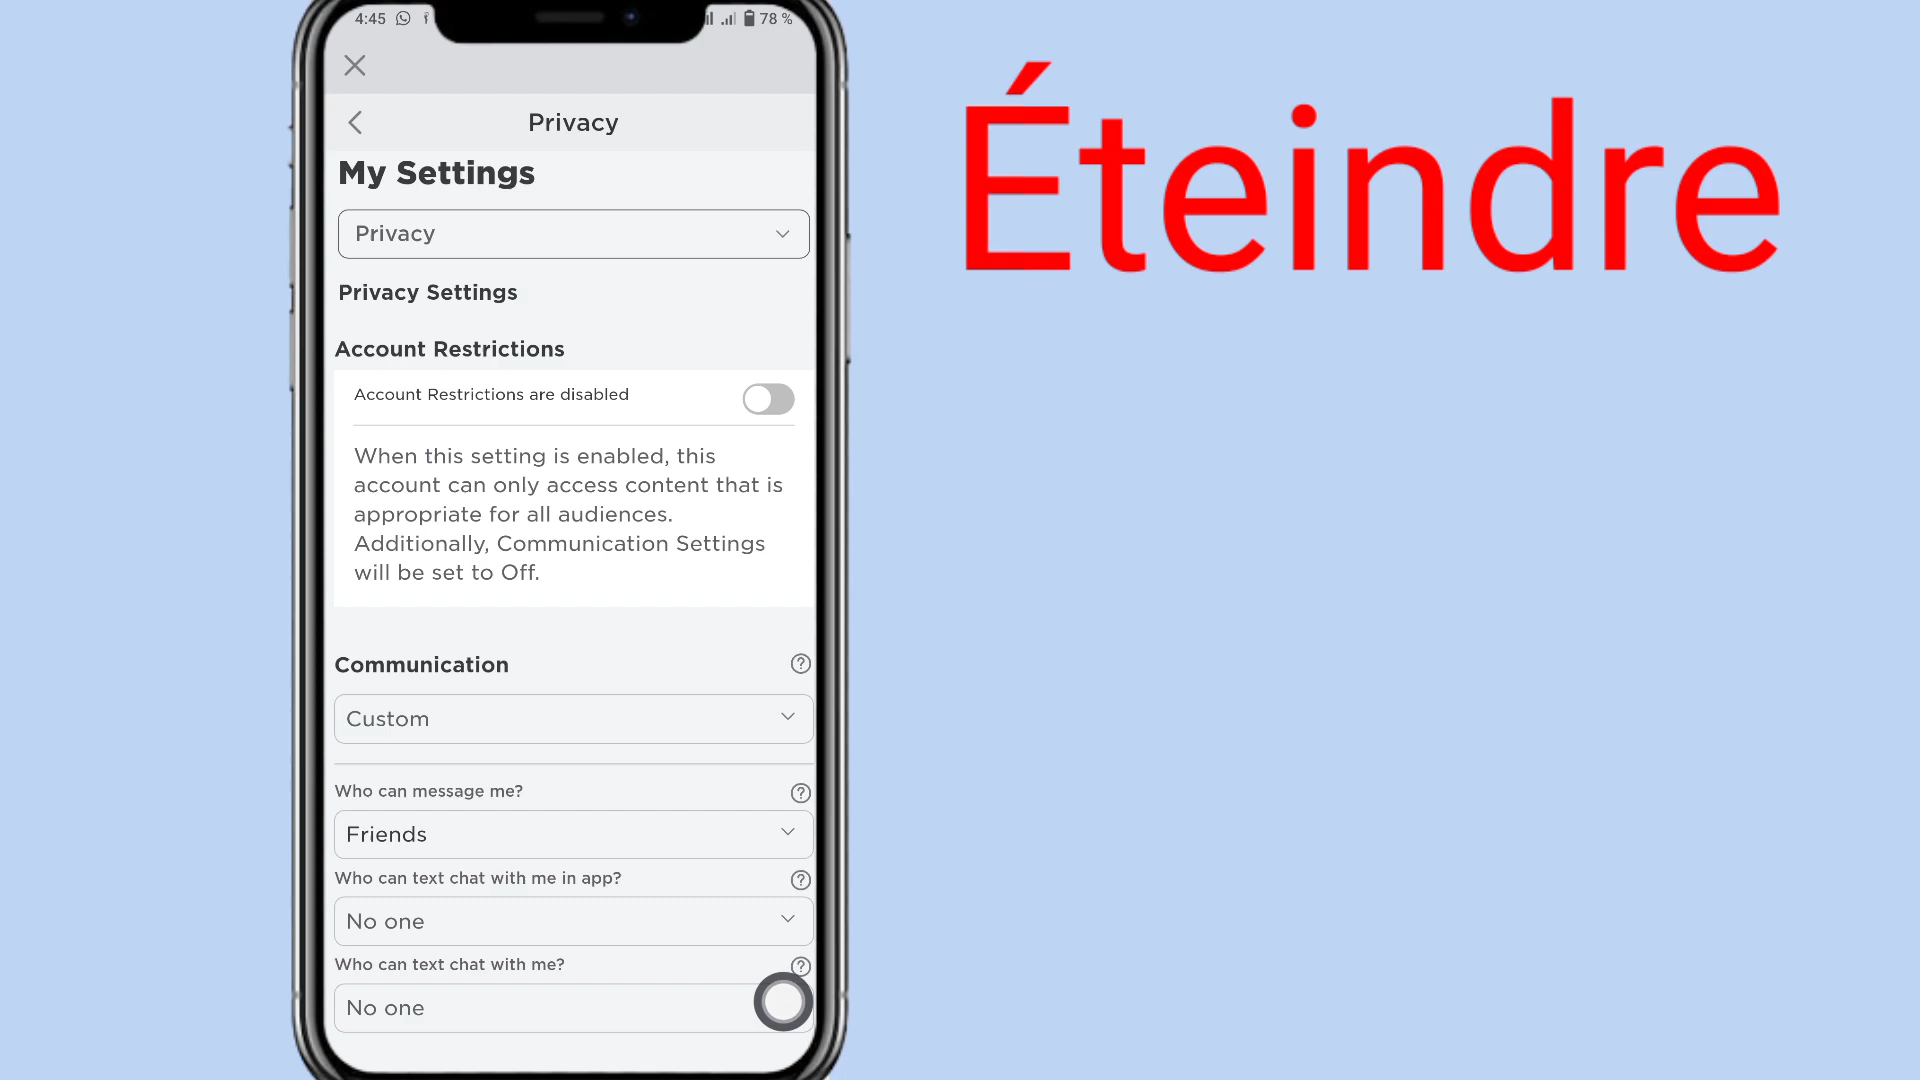 4:45
78 %
Privacy
My Settings
Privacy
Privacy Settings
Account Restrictions
Account Restrictions are disabled
When this setting is enabled, this
account can only access content that is
appropriate for all audiences.
Additionally, Communication Settings
will be set to Off.
Communication
Custom
Who can message me?
Friends
Who can text chat with me in app?
No one
Who can text chat with me?
No one
Éteindre